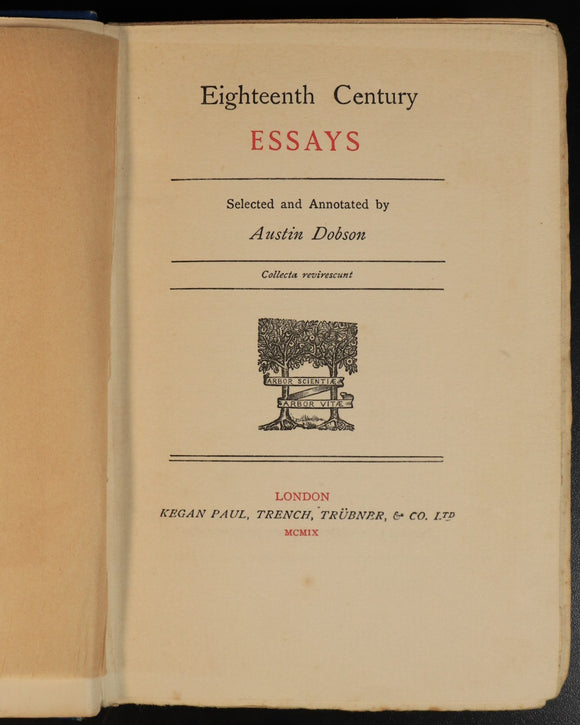 Eighteenth Century
ESSAYS
Selected and Annotated by
Austin Dobson
Collecta revirescunt
ARBOR SCIENTIÆ
ARBOR VITÆ
LONDON
KEGAN PAUL, TRENCH, TRÜBNER, & CO. LTD
MCMIX